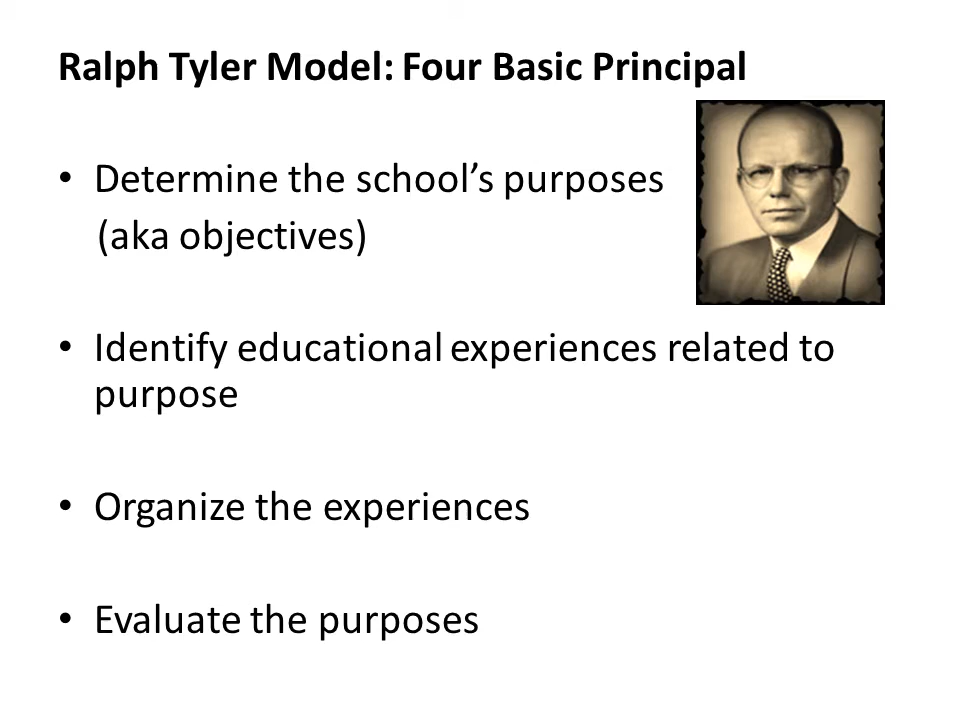 Ralph Tyler Model: Four Basic Principal
• Determine the school’s purposes
(aka objectives)
• Identify educational experiences related to
purpose
• Organize the experiences
• Evaluate the purposes